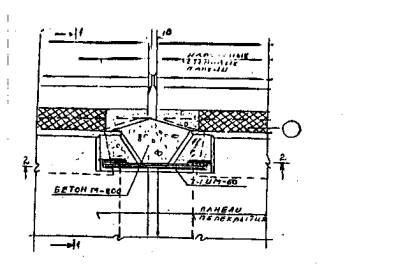 1
10
НАРУЖНЫЕ
СТЕНОВЫЕ
ПАНЕЛИ
2
2
БЕТОН М-200
ПАНЕЛИ
ПЕРЕКРЫТИЯ
1